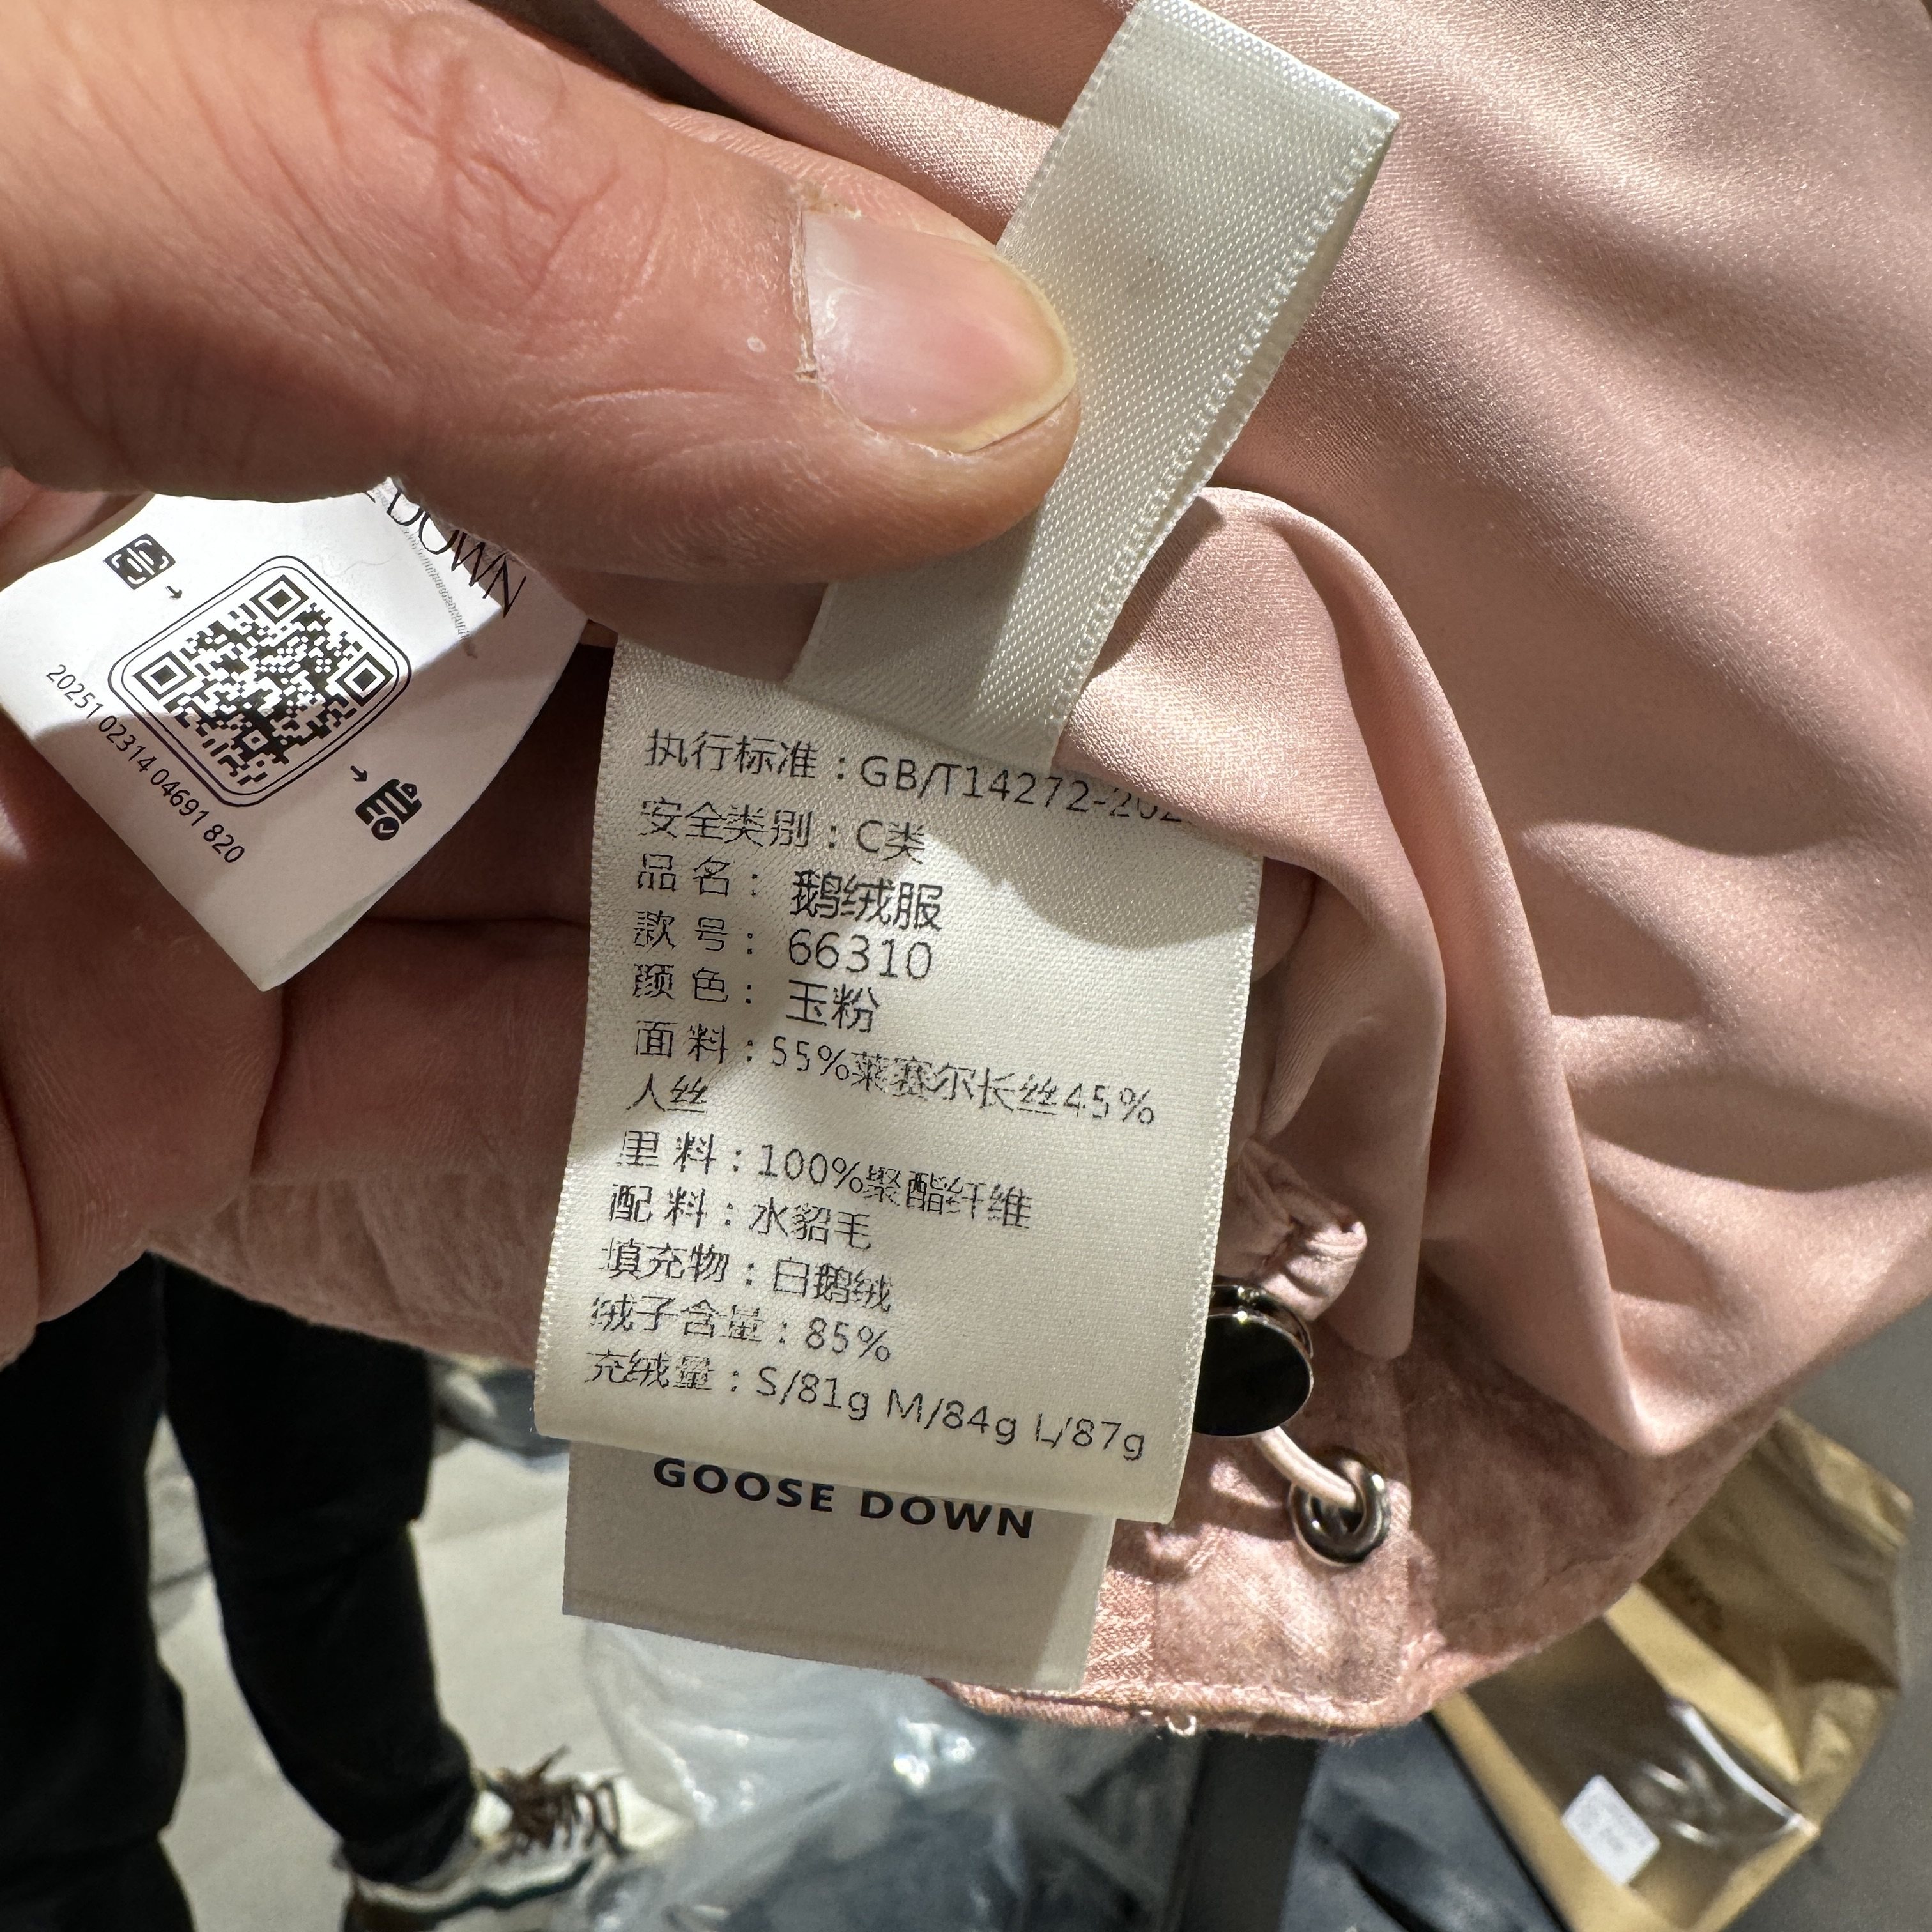 DOWN
20251 02314 04691 820
执行标准：GB/T14272-202
安全类别：C类
品 名： 鹅绒服
款 号： 66310
颜 色： 玉粉
面 料：55%莱赛尔长丝45%
人丝
里 料：100%聚酯纤维
配 料：水貂毛
填充物：白鹅绒
绒子含量：85%
充绒量：S/81g M/84g L/87g
GOOSE DOWN